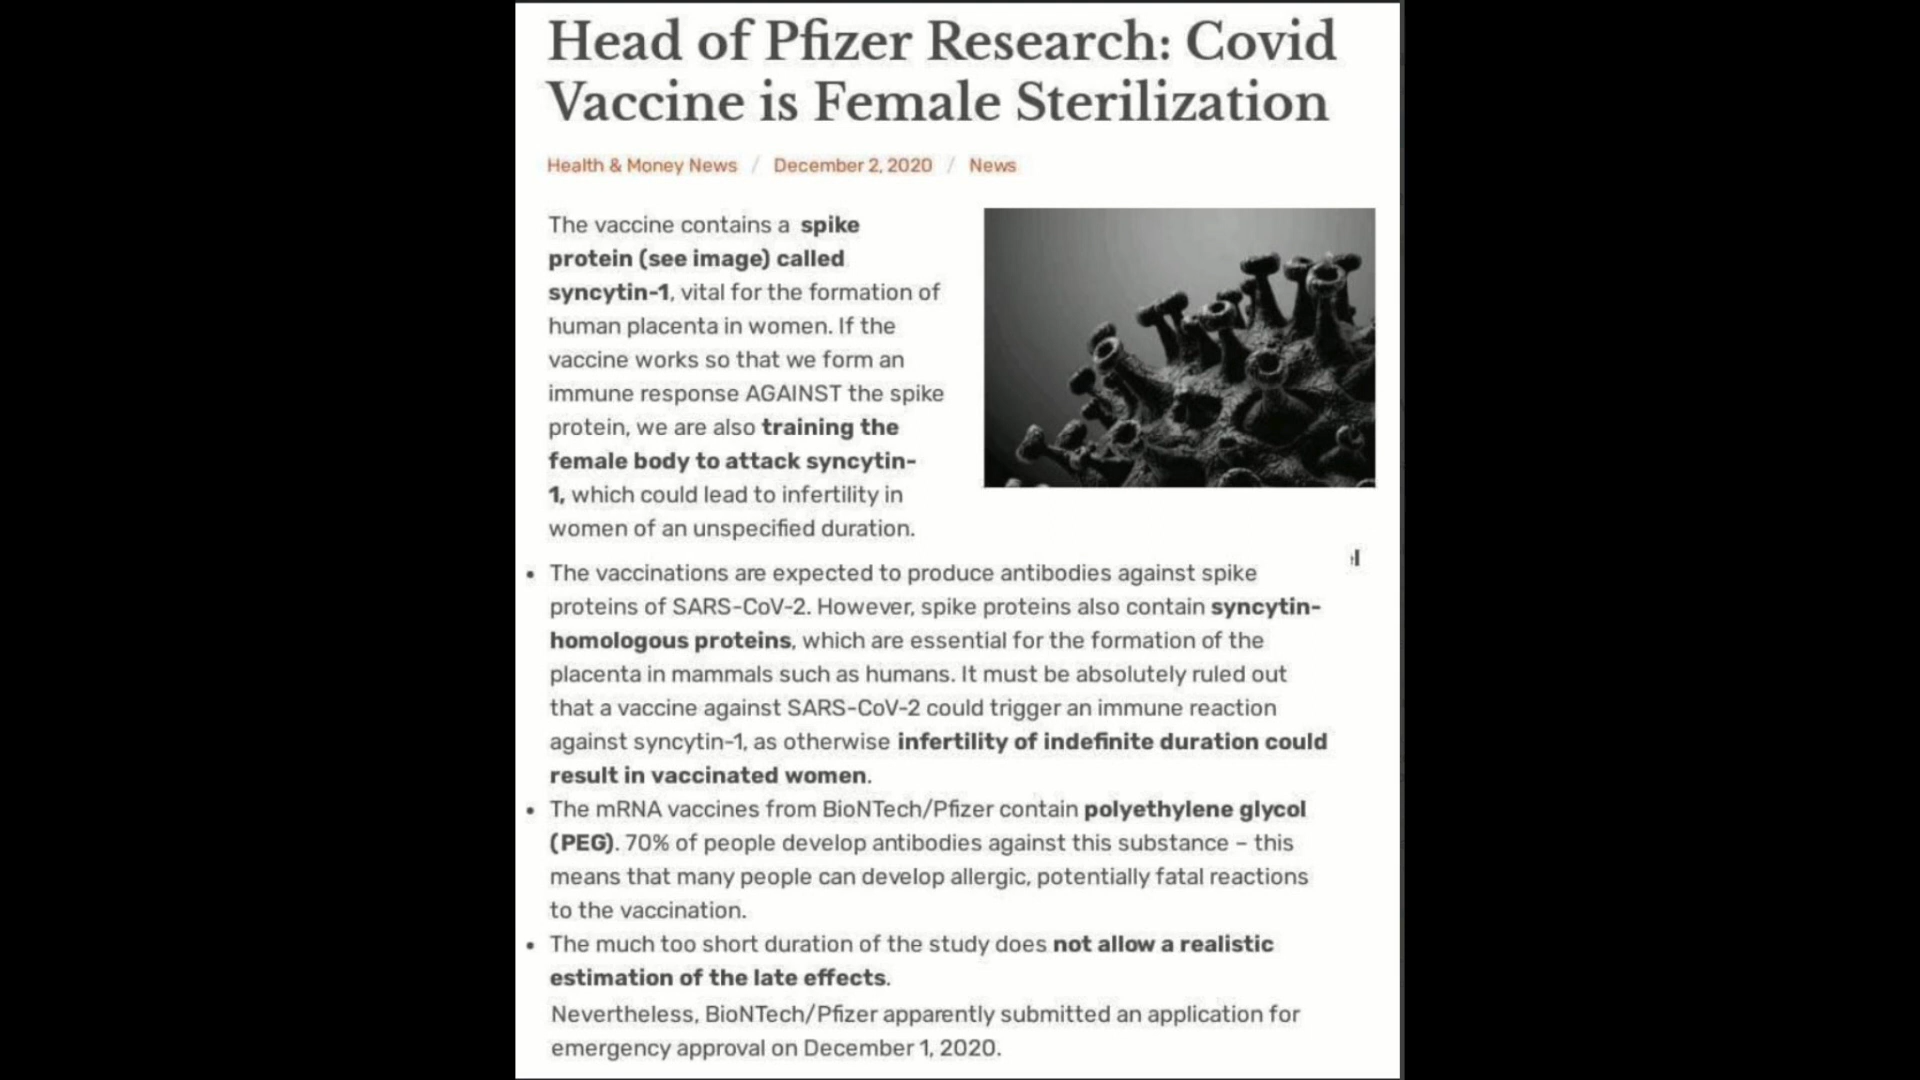 Head of Pfizer Research: Covid
Vaccine is Female Sterilization
Health & Money News / December 2, 2020 / News
The vaccine contains a spike
protein (see image) called
syncytin-1, vital for the formation of
human placenta in women. If the
vaccine works so that we form an
immune response AGAINST the spike
protein, we are also training the
female body to attack syncytin-
1, which could lead to infertility in
women of an unspecified duration.
• The vaccinations are expected to produce antibodies against spike
proteins of SARS-CoV-2. However, spike proteins also contain syncytin-
homologous proteins, which are essential for the formation of the
placenta in mammals such as humans. It must be absolutely ruled out
that a vaccine against SARS-CoV-2 could trigger an immune reaction
against syncytin-1, as otherwise infertility of indefinite duration could
result in vaccinated women.
• The mRNA vaccines from BioNTech/Pfizer contain polyethylene glycol
(PEG). 70% of people develop antibodies against this substance – this
means that many people can develop allergic, potentially fatal reactions
to the vaccination.
• The much too short duration of the study does not allow a realistic
estimation of the late effects.
Nevertheless, BioNTech/Pfizer apparently submitted an application for
emergency approval on December 1, 2020.